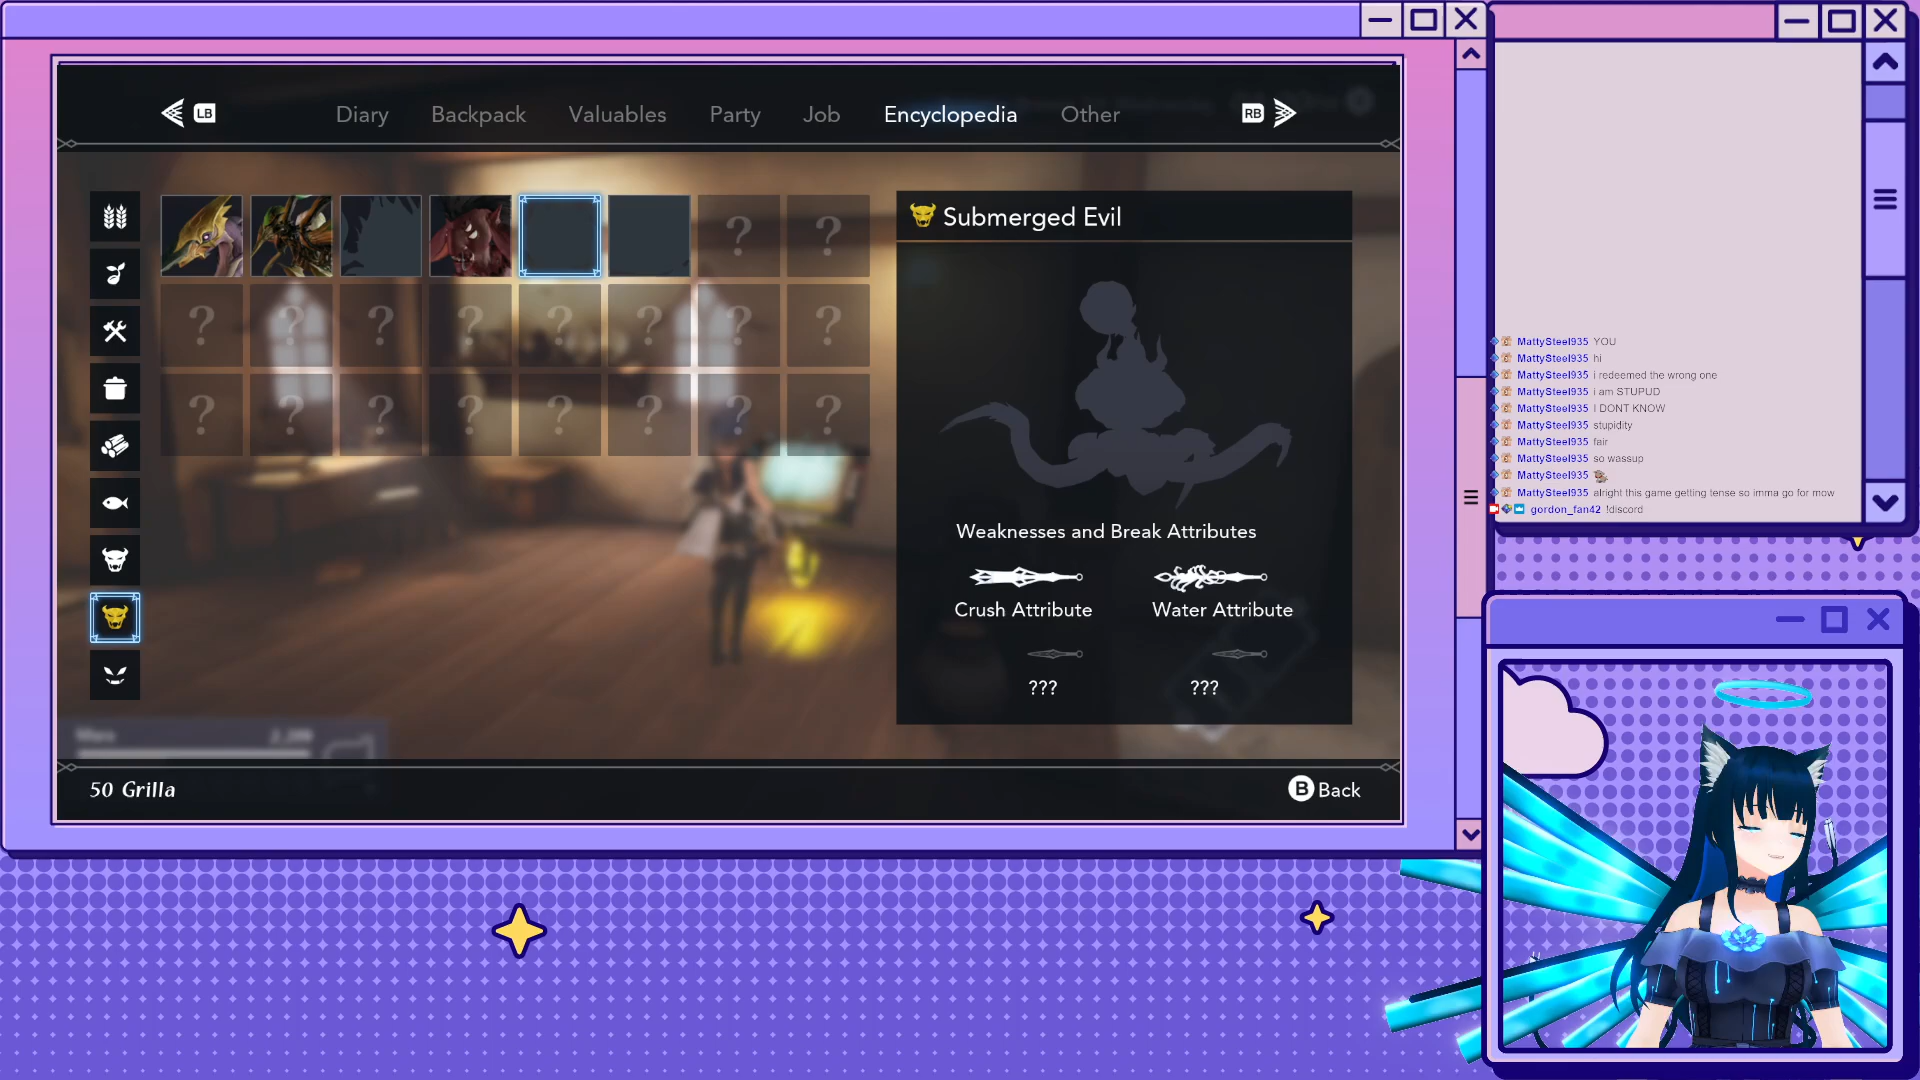 LB Diary Backpack Valuables Party Job Encyclopedia Other RB
Submerged Evil
? ?
? ? ? ? ? ? ? ?
? ? ? ? ? ? ? ?
Weaknesses and Break Attributes
Crush Attribute Water Attribute
??? ???
50 Grilla
B Back
MattySteel935 YOU
MattySteel935 hi
MattySteel935 i redeemed the wrong one
MattySteel935 i am STUPUD
MattySteel935 I DONT KNOW
MattySteel935 stupidity
MattySteel935 fair
MattySteel935 so wassup
MattySteel935
MattySteel935 alright this game getting tense so imma go for mow
gordon_fan42 !discord